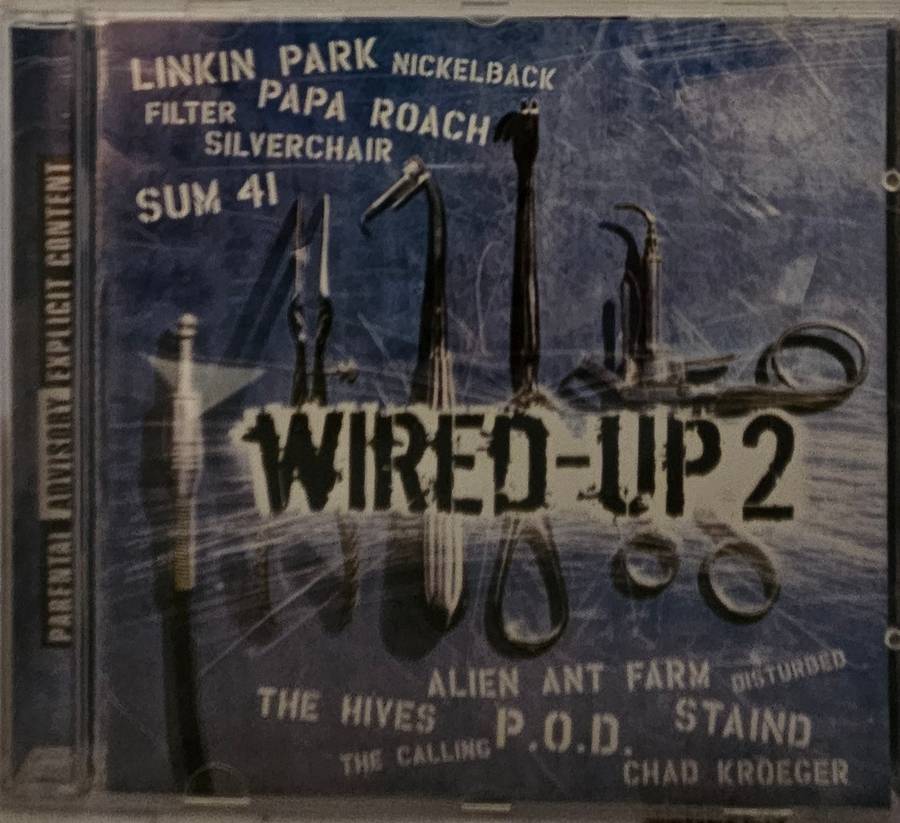 LINKIN PARK NICKELBACK
FILTER PAPA ROACH
SILVERCHAIR
SUM 41
PARENTAL ADVISORY EXPLICIT CONTENT
WIRED-UP 2
ALIEN ANT FARM DISTURBED
THE HIVES P.O.D. STAIND
THE CALLING
CHAD KROEGER